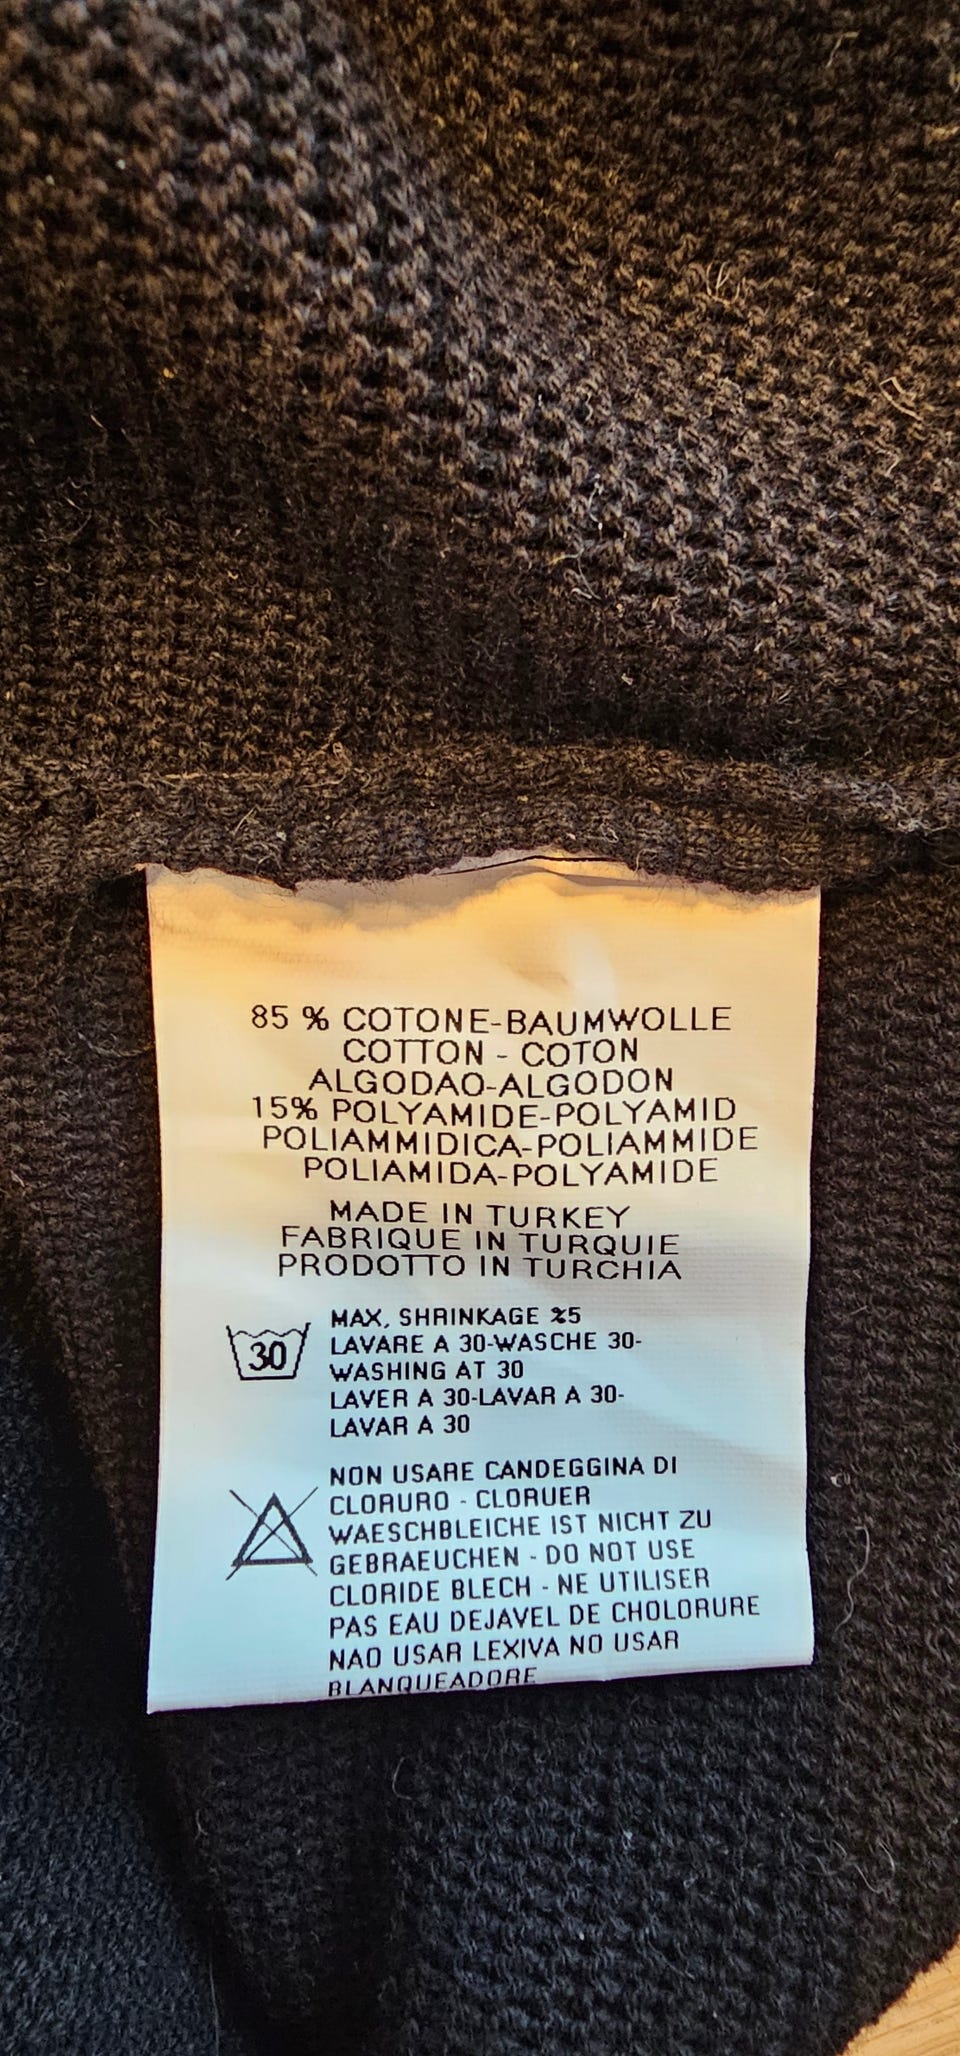 85 % COTONE-BAUMWOLLE
COTTON - COTON
ALGODAO-ALGODON
15% POLYAMIDE-POLYAMID
POLIAMMIDICA-POLIAMMIDE
POLIAMIDA-POLYAMIDE
MADE IN TURKEY
FABRIQUE IN TURQUIE
PRODOTTO IN TURCHIA
MAX. SHRINKAGE %5
30
LAVARE A 30-WASCHE 30-
WASHING AT 30
LAVER A 30-LAVAR A 30-
LAVAR A 30
NON USARE CANDEGGINA DI
CLORURO - CLORUER
WAESCHBLEICHE IST NICHT ZU
GEBRAEUCHEN - DO NOT USE
CLORIDE BLECH - NE UTILISER
PAS EAU DEJAVEL DE CHOLORURE
NAO USAR LEXIVA NO USAR
BLANQUEADORE